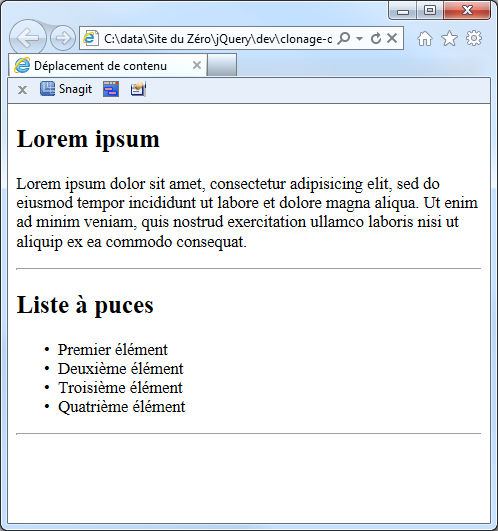 C:\data\Site du Zéro\jQuery\dev\clonage-c
Déplacement de contenu
Snagit
Lorem ipsum
Lorem ipsum dolor sit amet, consectetur adipisicing elit, sed do
eiusmod tempor incididunt ut labore et dolore magna aliqua. Ut enim
ad minim veniam, quis nostrud exercitation ullamco laboris nisi ut
aliquip ex ea commodo consequat.
Liste à puces
• Premier élément
• Deuxième élément
• Troisième élément
• Quatrième élément